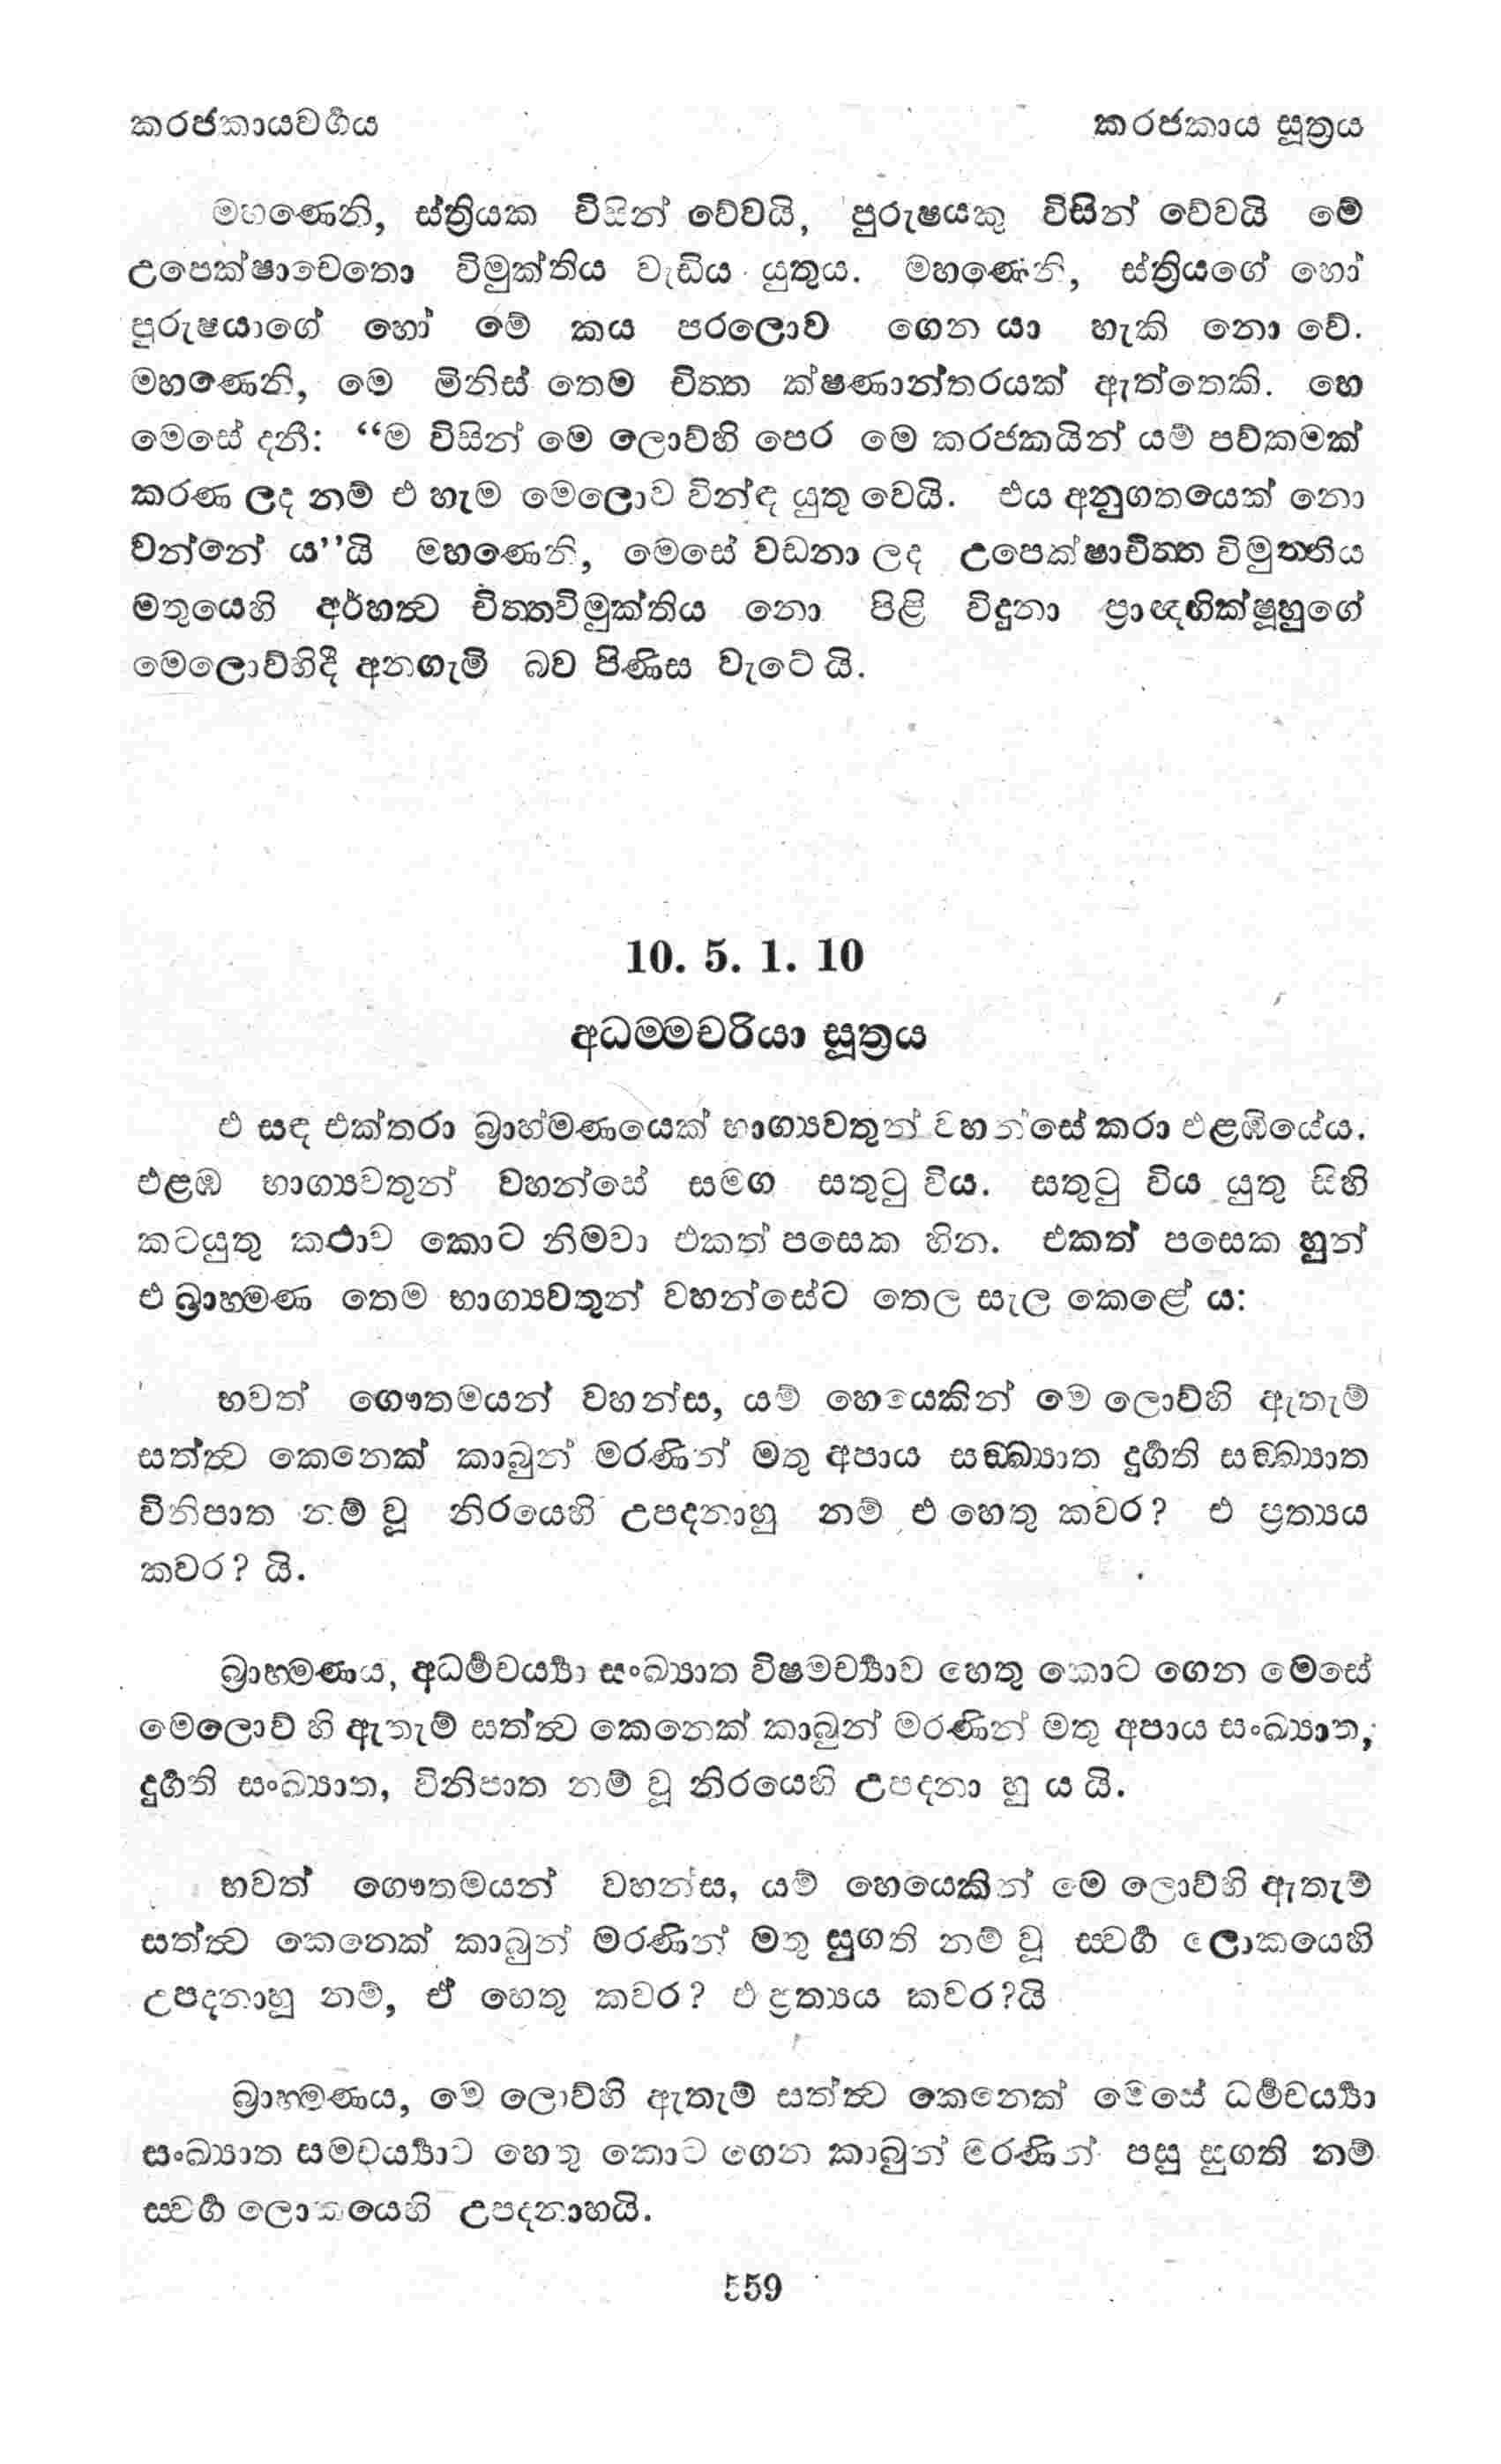 කරජකායවර්‍ගය
කරජකාය සූත්‍රය
මහණෙනි, ස්ත්‍රියක විසින් වේවයි, පුරුෂයකු විසින් වේවයි මේ
උපෙක්ෂාචෙතො විමුක්තිය වැඩිය යුතුය. මහණෙනි, ස්ත්‍රියගේ හෝ
පුරුෂයාගේ හෝ මේ කය පරලොව ගෙන යා හැකි නො වේ.
මහණෙනි, මෙ මිනිස් තෙම චිත්ත ක්ෂණාන්තරයක් ඇත්තෙකි. හෙ
මෙසේ දනී: “ම විසින් මෙ ලොව්හි පෙර මෙ කරජකයින් යම් පව්කමක්
කරණ ලද නම් එ හැම මෙලොව වින්ඳ යුතු වෙයි. එය අනුගතයෙක් නො
වන්නේ ය’’යි මහණෙනි, මෙසේ වඩනා ලද උපෙක්ෂාචිත්ත විමුත්තිය
මතුයෙහි අර්හත්‍ව චිත්තවිමුක්තිය නො පිළි විදුනා ප්‍රාඥභික්ෂූහුගේ
මෙලොව්හිදී අනගැමි බව පිණිස වැටේ යි.
10. 5. 1. 10
අධම්මචරියා සූත්‍රය
එ සඳ එක්තරා බ්‍රාහ්මණයෙක් භාග්‍යවතුන් වහන්සේ කරා එළඹියේය.
එළඹ භාග්‍යවතුන් වහන්සේ සමග සතුටු විය. සතුටු විය යුතු සිහි
කටයුතු කථාව කොට නිමවා එකත් පසෙක හින. එකත් පසෙක හුන්
එ බ්‍රාහ්මණ තෙම භාග්‍යවතුන් වහන්සේට තෙල සැල කෙළේ ය:
භවත් ගෞතමයන් වහන්ස, යම් හෙයෙකින් මෙ ලොව්හි ඇතැම්
සත්ත්‍ව කෙනෙක් කාබුන් මරණින් මතු අපාය සඞ්ඛ්‍යාත දුර්‍ගති සඞ්ඛ්‍යාත
විනිපාත නම් වූ නිරයෙහි උපදනාහු නම් එ හෙතු කවර? එ ප්‍රත්‍යය
කවර? යි.
බ්‍රාහ්මණය, අධර්‍මචර්‍ය්‍යා සංඛ්‍යාත විෂමචර්‍යාව හෙතු කොට ගෙන මෙසේ
මෙලොව් හි ඇතැම් සත්ත්‍ව කෙනෙක් කාබුන් මරණින් මතු අපාය සංඛ්‍යාත,
දුර්‍ගති සංඛ්‍යාත, විනිපාත නම් වූ නිරයෙහි උපදනා හු ය යි.
භවත් ගෞතමයන් වහන්ස, යම් හෙයෙකින් මෙ ලොව්හි ඇතැම්
සත්ත්‍ව කෙනෙක් කාබුන් මරණින් මතු සුගති නම් වූ ස්වර්‍ග ලොකයෙහි
උපදනාහු නම්, ඒ හෙතු කවර? එ ප්‍රත්‍යය කවර?යි
බ්‍රාහ්මණය, මෙ ලොව්හි ඇතැම් සත්ත්‍ව කෙනෙක් මෙසේ ධර්‍මචර්‍ය්‍යා
සංඛ්‍යාත සමචර්‍ය්‍යාව හෙතු කොට ගෙන කාබුන් මරණින් පසු සුගති නම්
ස්වර්‍ග ලොකයෙහි උපදනාහයි.
559